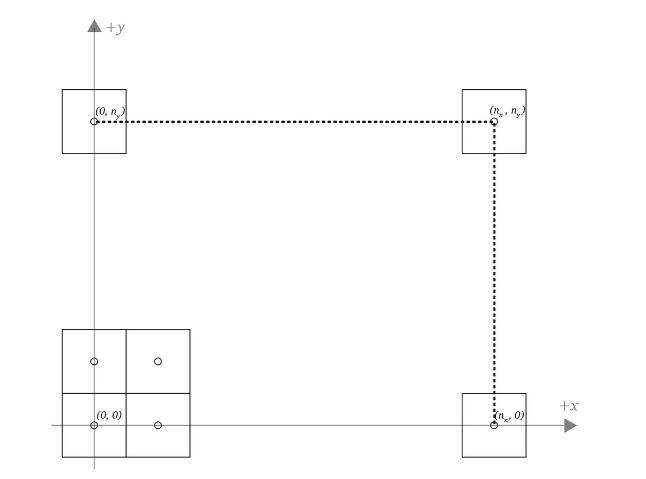 +y
(0, n_y)
(n_x, n_y)
(0, 0)
(n_x, 0)
+x